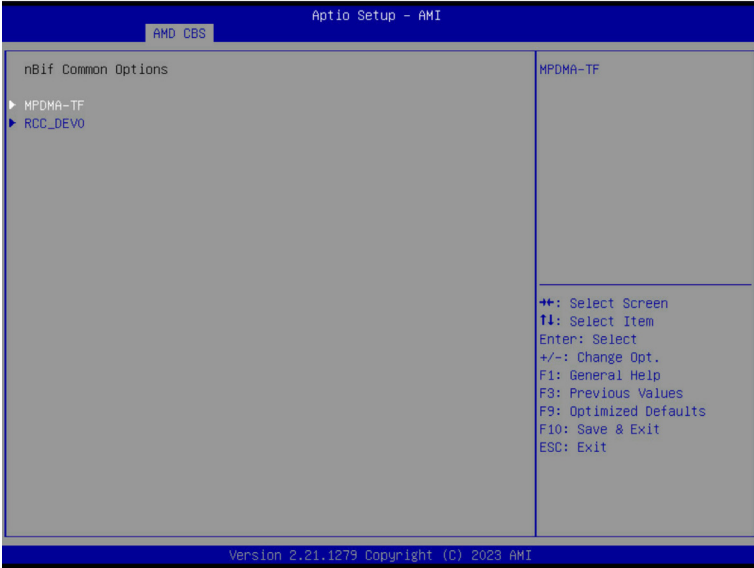 Aptio Setup - AMI
AMD CBS
nBif Common Options
MPDMA-TF
RCC_DEV0
MPDMA-TF
→←: Select Screen
↑↓: Select Item
Enter: Select
+/-: Change Opt.
F1: General Help
F3: Previous Values
F9: Optimized Defaults
F10: Save & Exit
ESC: Exit
Version 2.21.1279 Copyright (C) 2023 AMI